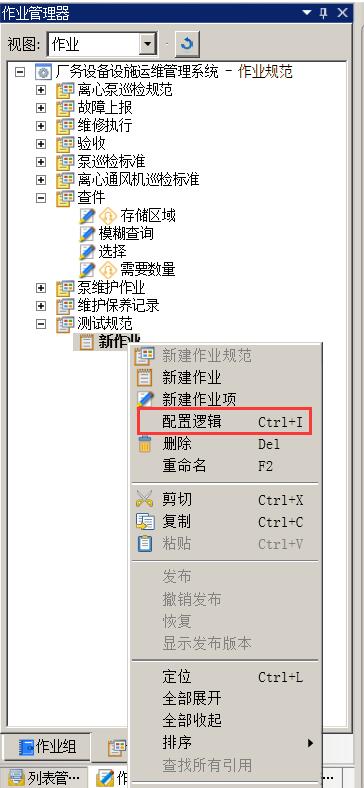 作业管理器
视图: 作业
厂务设备设施运维管理系统 - 作业规范
离心泵巡检规范
故障上报
维修执行
验收
泵巡检标准
离心通风机巡检标准
查件
存储区域
模糊查询
选择
需要数量
泵维护作业
维护保养记录
测试规范
新作业
新建作业规范
新建作业
新建作业项
配置逻辑 Ctrl+I
删除 Del
重命名 F2
剪切 Ctrl+X
复制 Ctrl+C
粘贴 Ctrl+V
发布
撤销发布
恢复
显示发布版本
定位 Ctrl+L
全部展开
全部收起
排序
查找所有引用
作业组
列表管… 作